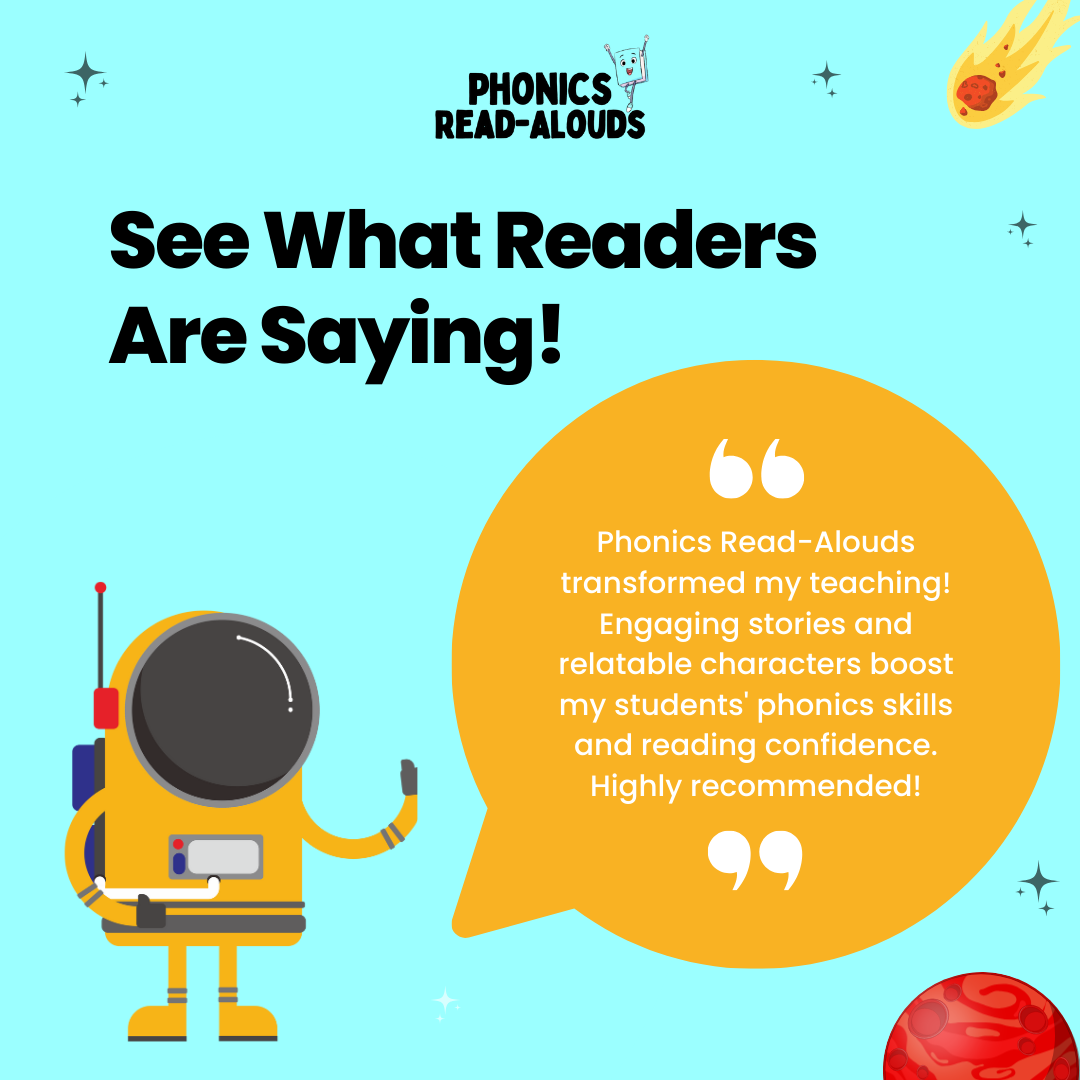 PHONICS
READ-ALOUDS
See What Readers
Are Saying!
“
Phonics Read-Alouds
transformed my teaching!
Engaging stories and
relatable characters boost
my students' phonics skills
and reading confidence.
Highly recommended!
”